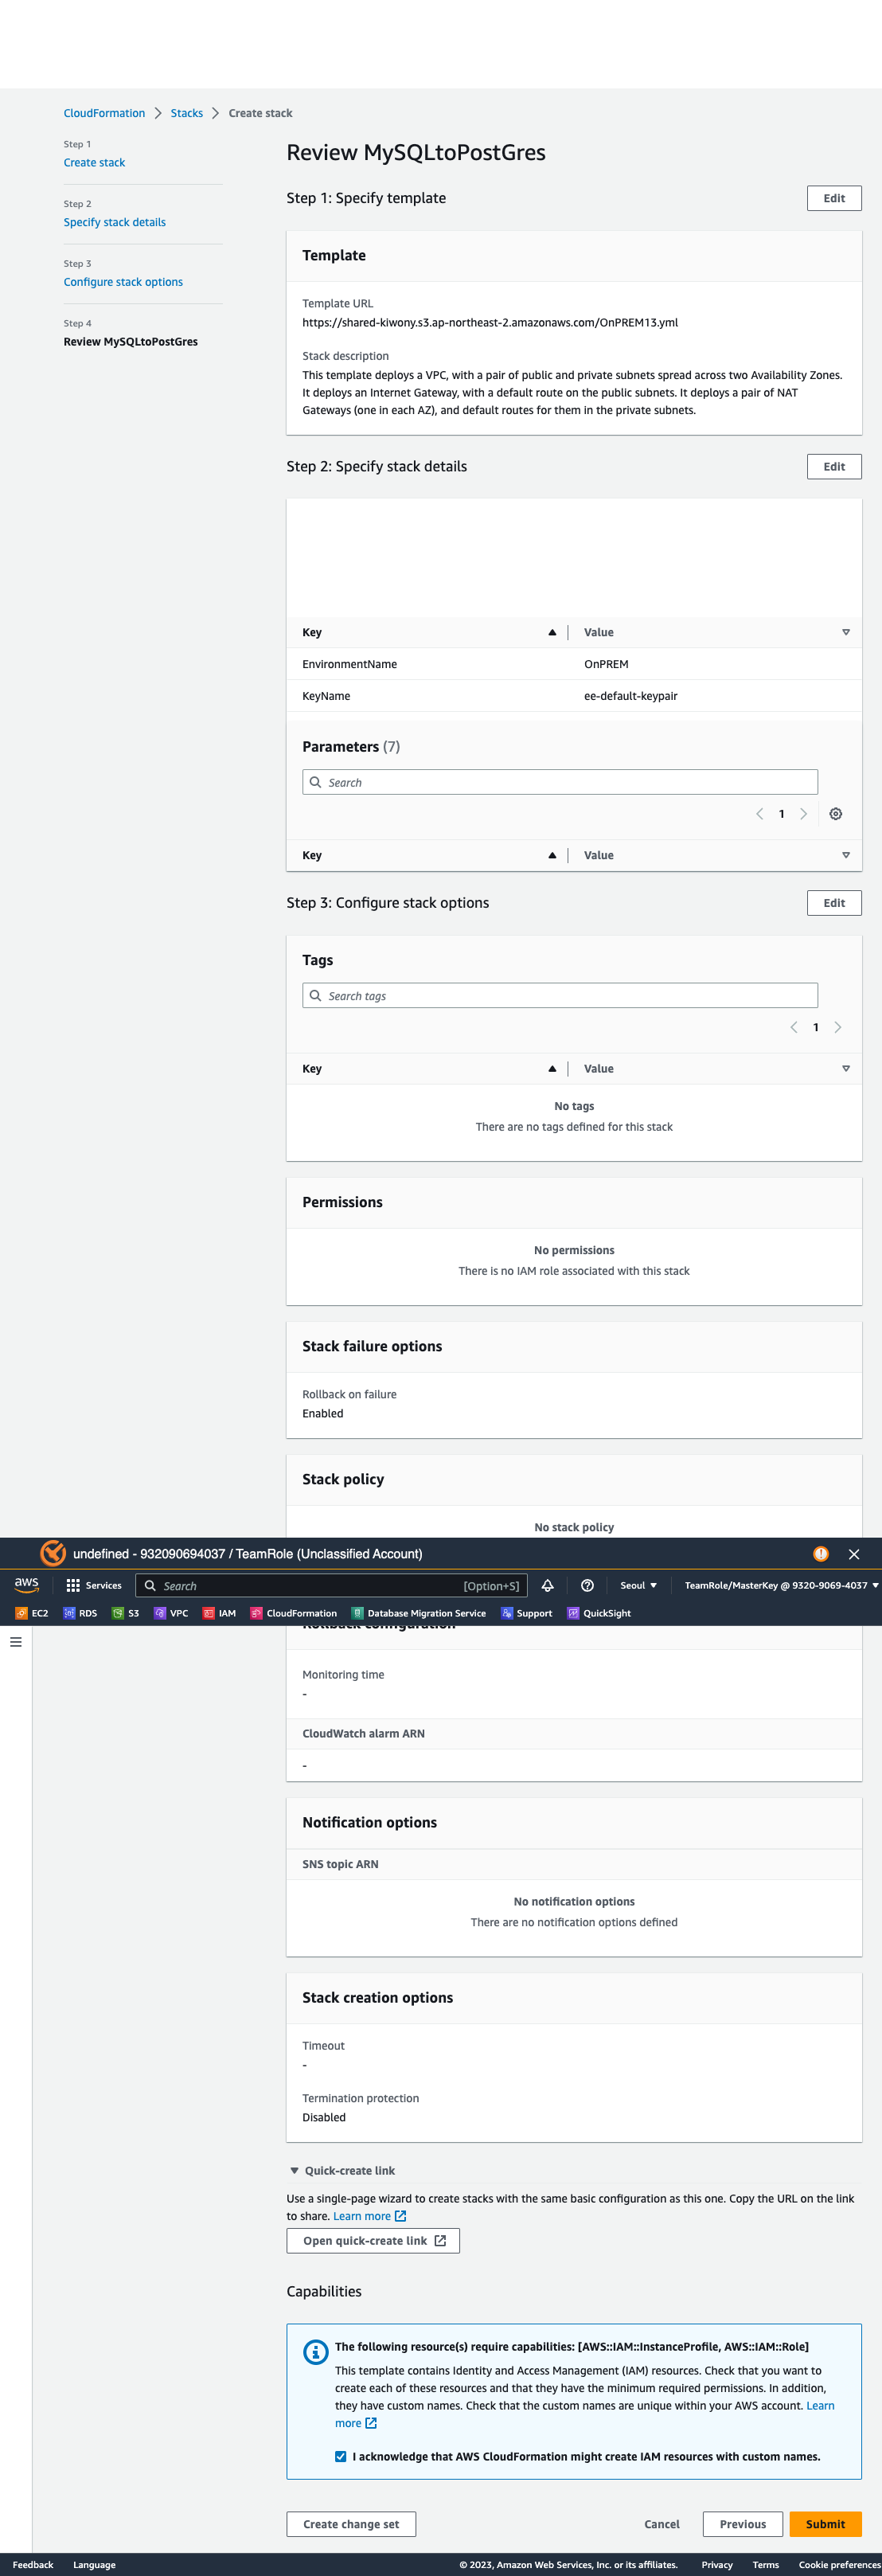 CloudFormation > Stacks > Create stack
Step 1
Create stack
Step 2
Specify stack details
Step 3
Configure stack options
Step 4
Review MySQLtoPostGres
Review MySQLtoPostGres
Step 1: Specify template
Edit
Template
Template URL
https://shared-kiwony.s3.ap-northeast-2.amazonaws.com/OnPREM13.yml
Stack description
This template deploys a VPC, with a pair of public and private subnets spread across two Availability Zones.
It deploys an Internet Gateway, with a default route on the public subnets. It deploys a pair of NAT
Gateways (one in each AZ), and default routes for them in the private subnets.
Step 2: Specify stack details
Edit
Key Value
EnvironmentName OnPREM
KeyName ee-default-keypair
Parameters (7)
Search
1
Key Value
Step 3: Configure stack options
Edit
Tags
Search tags
1
Key Value
No tags
There are no tags defined for this stack
Permissions
No permissions
There is no IAM role associated with this stack
Stack failure options
Rollback on failure
Enabled
Stack policy
No stack policy
undefined - 932090694037 / TeamRole (Unclassified Account)
aws Services Search [Option+S] Seoul TeamRole/MasterKey @ 9320-9069-4037
EC2 RDS S3 VPC IAM CloudFormation Database Migration Service Support QuickSight
Rollback configuration
Monitoring time
-
CloudWatch alarm ARN
-
Notification options
SNS topic ARN
No notification options
There are no notification options defined
Stack creation options
Timeout
-
Termination protection
Disabled
Quick-create link
Use a single-page wizard to create stacks with the same basic configuration as this one. Copy the URL on the link
to share. Learn more
Open quick-create link
Capabilities
The following resource(s) require capabilities: [AWS::IAM::InstanceProfile, AWS::IAM::Role]
This template contains Identity and Access Management (IAM) resources. Check that you want to
create each of these resources and that they have the minimum required permissions. In addition,
they have custom names. Check that the custom names are unique within your AWS account. Learn
more
I acknowledge that AWS CloudFormation might create IAM resources with custom names.
Create change set Cancel Previous Submit
Feedback Language © 2023, Amazon Web Services, Inc. or its affiliates. Privacy Terms Cookie preferences